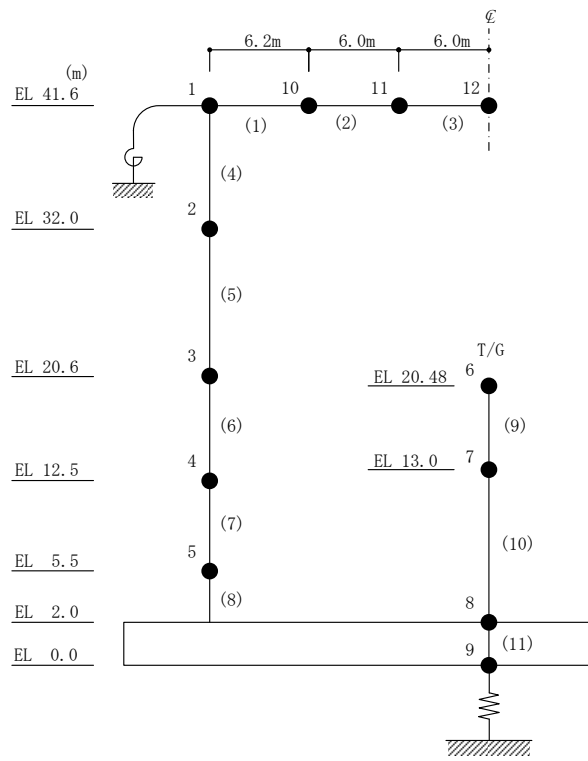 ℄
6.2m 6.0m 6.0m
(m)
EL 41.6 1 10 11 12
(1) (2) (3)
(4)
EL 32.0 2
(5)
EL 20.6 3
T/G
EL 20.48 6
(6) (9)
EL 12.5 4
EL 13.0 7
(7)
(10)
EL 5.5 5
(8)
EL 2.0 8
(11)
EL 0.0 9